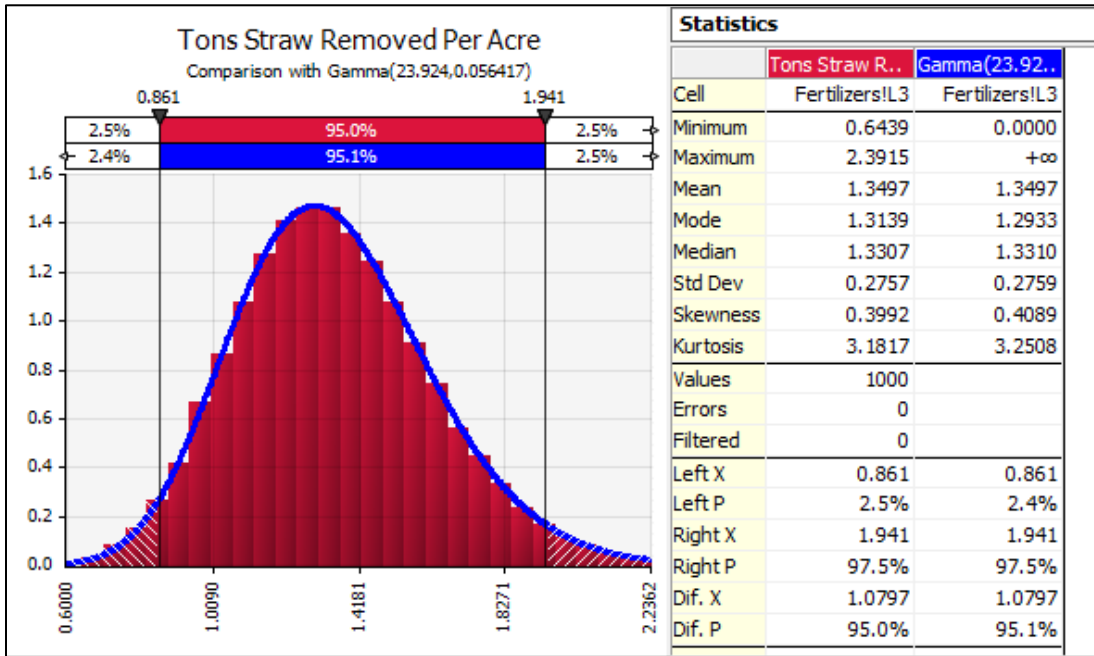 Tons Straw Removed Per Acre
Comparison with Gamma(23.924,0.056417)
0.861 1.941
2.5% 95.0% 2.5%
2.4% 95.1% 2.5%
1.6
1.4
1.2
1.0
0.8
0.6
0.4
0.2
0.0
0.6000 1.0090 1.4181 1.8271 2.2362
Statistics
Tons Straw R.. Gamma(23.92..
Cell Fertilizers!L3 Fertilizers!L3
Minimum 0.6439 0.0000
Maximum 2.3915 +∞
Mean 1.3497 1.3497
Mode 1.3139 1.2933
Median 1.3307 1.3310
Std Dev 0.2757 0.2759
Skewness 0.3992 0.4089
Kurtosis 3.1817 3.2508
Values 1000
Errors 0
Filtered 0
Left X 0.861 0.861
Left P 2.5% 2.4%
Right X 1.941 1.941
Right P 97.5% 97.5%
Dif. X 1.0797 1.0797
Dif. P 95.0% 95.1%